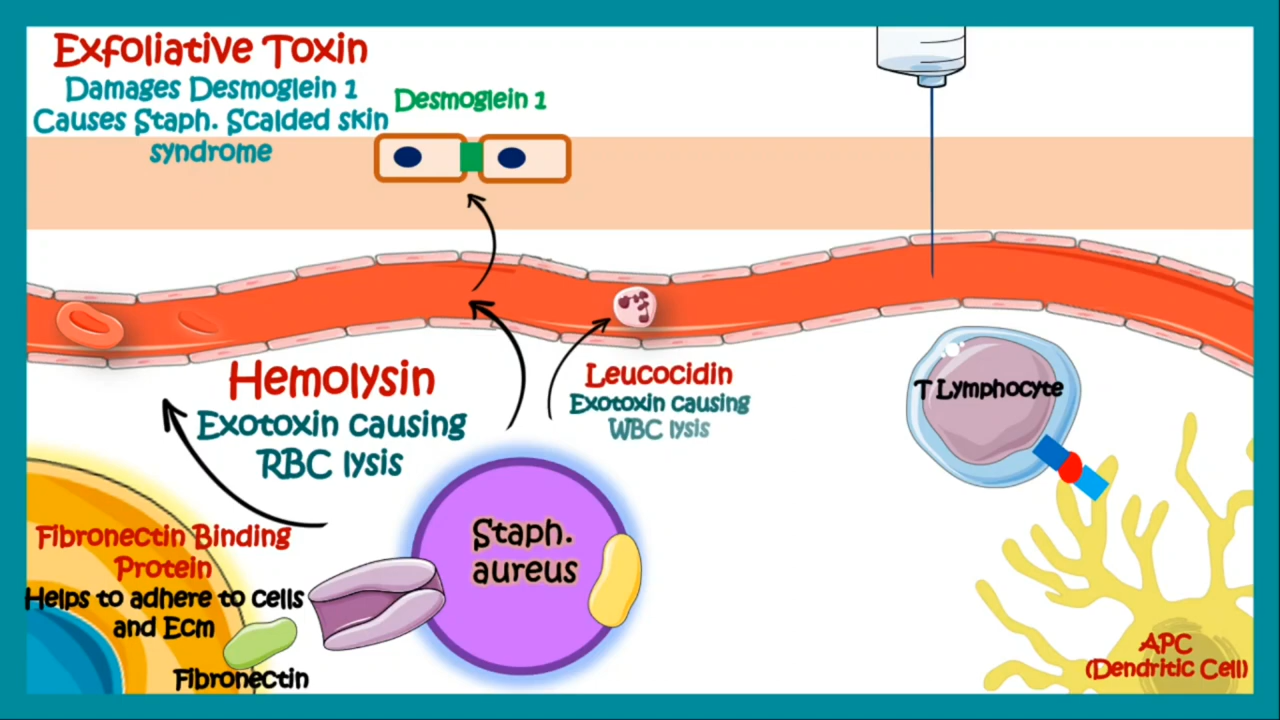 Exfoliative Toxin
Damages Desmoglein 1
Causes Staph. Scalded skin
syndrome
Desmoglein 1
Hemolysin
Exotoxin causing
RBC lysis
Leucocidin
Exotoxin causing
WBC lysis
T Lymphocyte
Staph.
aureus
Fibronectin Binding
Protein
Helps to adhere to cells
and Ecm
Fibronectin
APC
(Dendritic Cell)